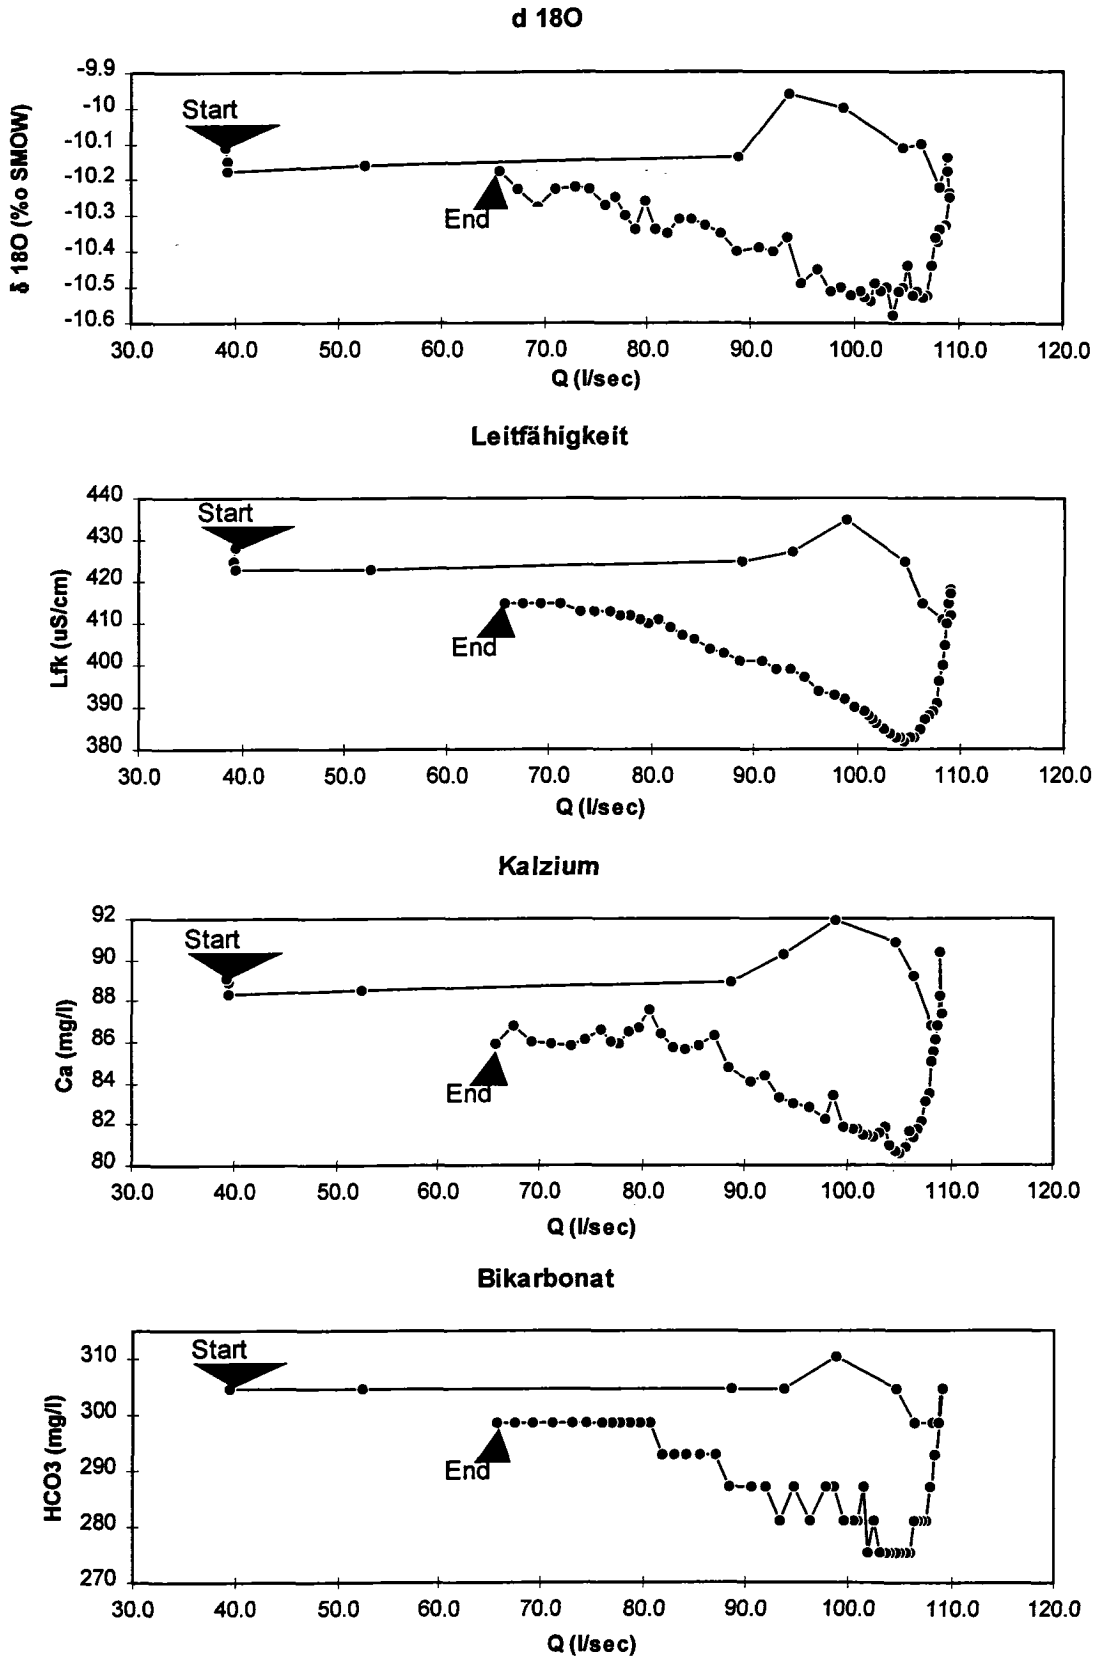 d 18O
-9.9
-10
-10.1
-10.2
-10.3
-10.4
-10.5
-10.6
δ 18O (%o SMOW)
Start
End
30.0 40.0 50.0 60.0 70.0 80.0 90.0 100.0 110.0 120.0
Q (l/sec)
Leitfähigkeit
440
430
420
410
400
390
380
Lfk (uS/cm)
Start
End
30.0 40.0 50.0 60.0 70.0 80.0 90.0 100.0 110.0 120.0
Q (l/sec)
Kalzium
92
90
88
86
84
82
80
Ca (mg/l)
Start
End
30.0 40.0 50.0 60.0 70.0 80.0 90.0 100.0 110.0 120.0
Q (l/sec)
Bikarbonat
310
300
290
280
270
HCO3 (mg/l)
Start
End
30.0 40.0 50.0 60.0 70.0 80.0 90.0 100.0 110.0 120.0
Q (l/sec)